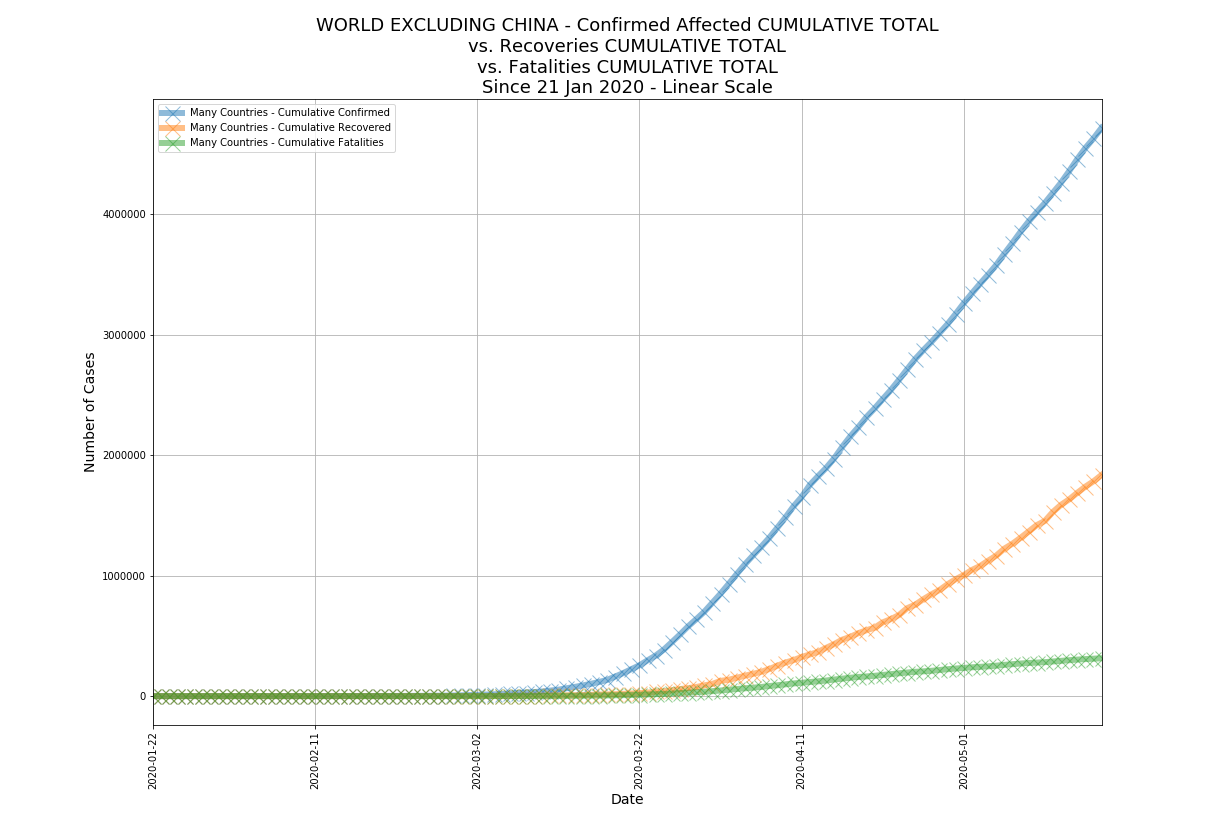 WORLD EXCLUDING CHINA - Confirmed Affected CUMULATIVE TOTAL
vs. Recoveries CUMULATIVE TOTAL
vs. Fatalities CUMULATIVE TOTAL
Since 21 Jan 2020 - Linear Scale
Many Countries - Cumulative Confirmed
Many Countries - Cumulative Recovered
Many Countries - Cumulative Fatalities
Number of Cases
4000000
3000000
2000000
1000000
0
2020-01-22
2020-02-11
2020-03-02
2020-03-22
2020-04-11
2020-05-01
Date